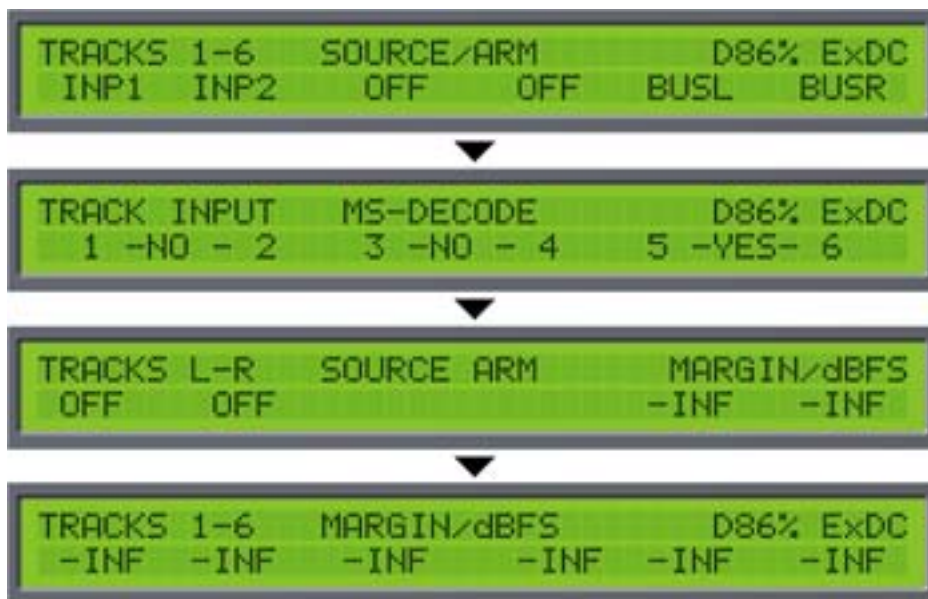 TRACKS 1-6 SOURCE/ARM D86% ExDC
INP1 INP2 OFF OFF BUSL BUSR
TRACK INPUT MS-DECODE D86% ExDC
1 -NO - 2 3 -NO - 4 5 -YES- 6
TRACKS L-R SOURCE ARM MARGIN/dBFS
OFF OFF -INF -INF
TRACKS 1-6 MARGIN/dBFS D86% ExDC
-INF -INF -INF -INF -INF -INF